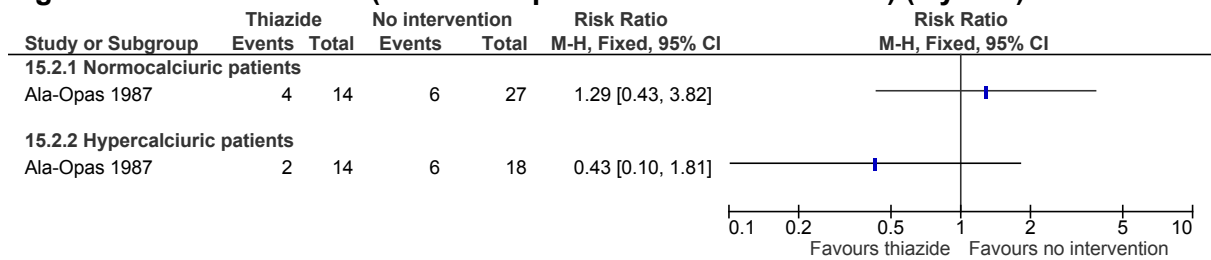 Thiazide No intervention Risk Ratio Risk Ratio
Study or Subgroup Events Total Events Total M-H, Fixed, 95% CI M-H, Fixed, 95% CI
15.2.1 Normocalciuric patients
Ala-Opas 1987 4 14 6 27 1.29 [0.43, 3.82]
15.2.2 Hypercalciuric patients
Ala-Opas 1987 2 14 6 18 0.43 [0.10, 1.81]
0.1 0.2 0.5 1 2 5 10
Favours thiazide Favours no intervention